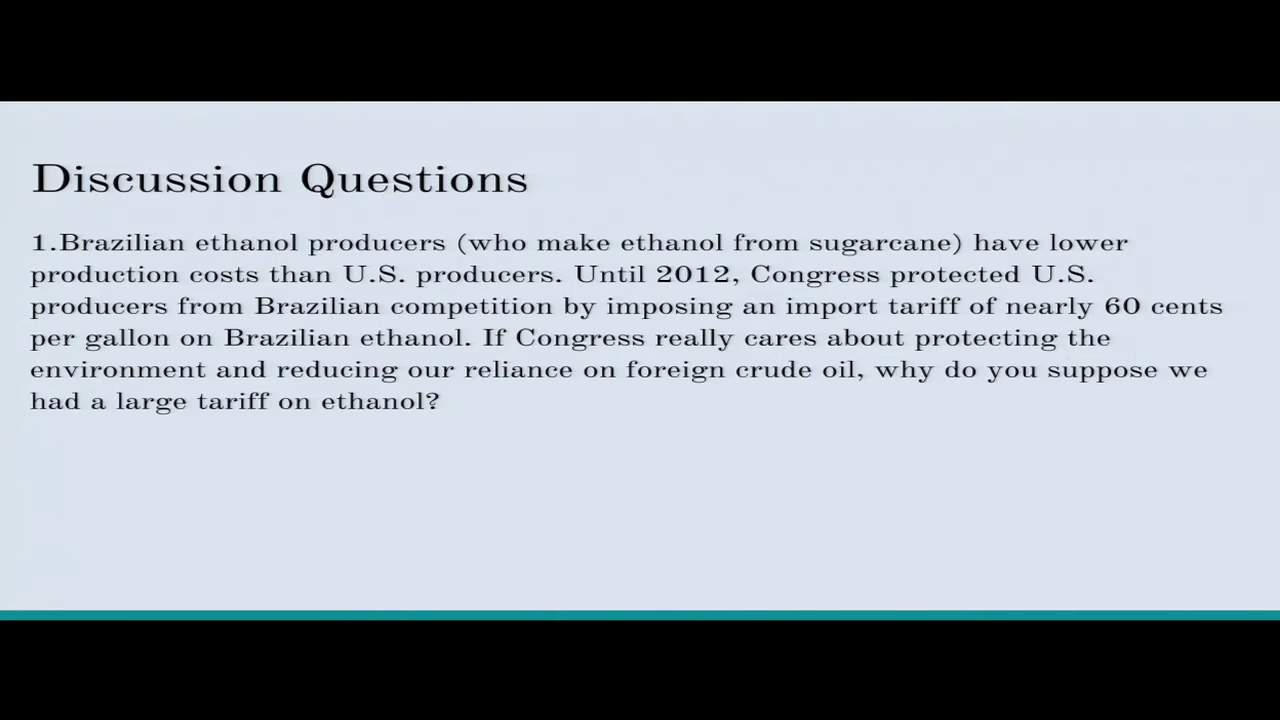 Discussion Questions
1.Brazilian ethanol producers (who make ethanol from sugarcane) have lower
production costs than U.S. producers. Until 2012, Congress protected U.S.
producers from Brazilian competition by imposing an import tariff of nearly 60 cents
per gallon on Brazilian ethanol. If Congress really cares about protecting the
environment and reducing our reliance on foreign crude oil, why do you suppose we
had a large tariff on ethanol?